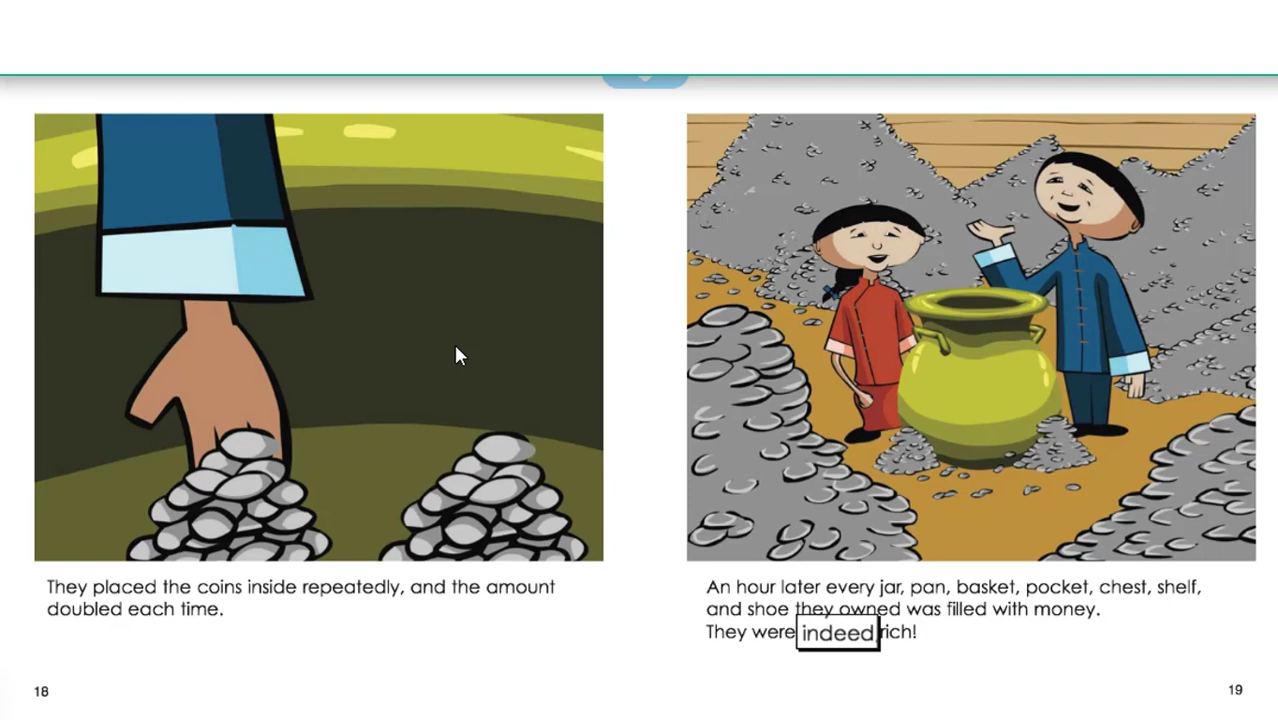 They placed the coins inside repeatedly, and the amount
doubled each time.
An hour later every jar, pan, basket, pocket, chest, shelf,
and shoe they owned was filled with money.
They were indeed rich!
18
19